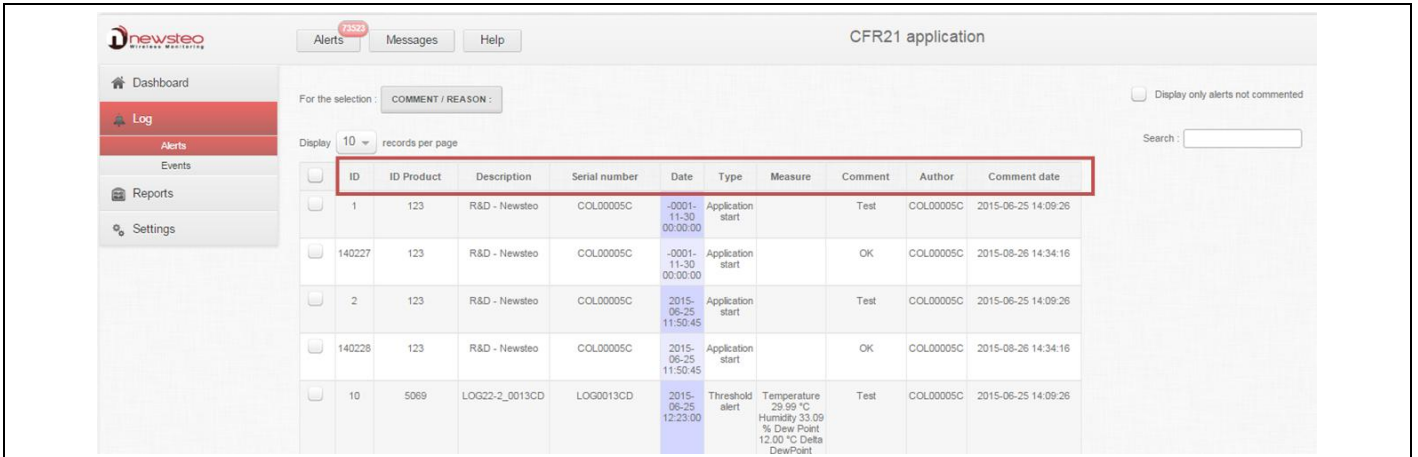 newsteo
Wireless Monitoring
Alerts 73523 Messages Help CFR21 application
Dashboard
Log
Alerts
Events
Reports
Settings
For the selection : COMMENT / REASON :
Display only alerts not commented
Display 10 records per page
Search :
ID ID Product Description Serial number Date Type Measure Comment Author Comment date
1 123 R&D - Newsteo COL00005C -0001-11-30 00:00:00 Application start Test COL00005C 2015-06-25 14:09:26
140227 123 R&D - Newsteo COL00005C -0001-11-30 00:00:00 Application start OK COL00005C 2015-08-26 14:34:16
2 123 R&D - Newsteo COL00005C 2015-06-25 11:50:45 Application start Test COL00005C 2015-06-25 14:09:26
140228 123 R&D - Newsteo COL00005C 2015-06-25 11:50:45 Application start OK COL00005C 2015-08-26 14:34:16
10 5069 LOG22-2_0013CD LOG0013CD 2015-06-25 12:23:00 Threshold alert Temperature 29.99 °C Humidity 33.09 % Dew Point 12.00 °C Delta DewPoint Test COL00005C 2015-06-25 14:09:26